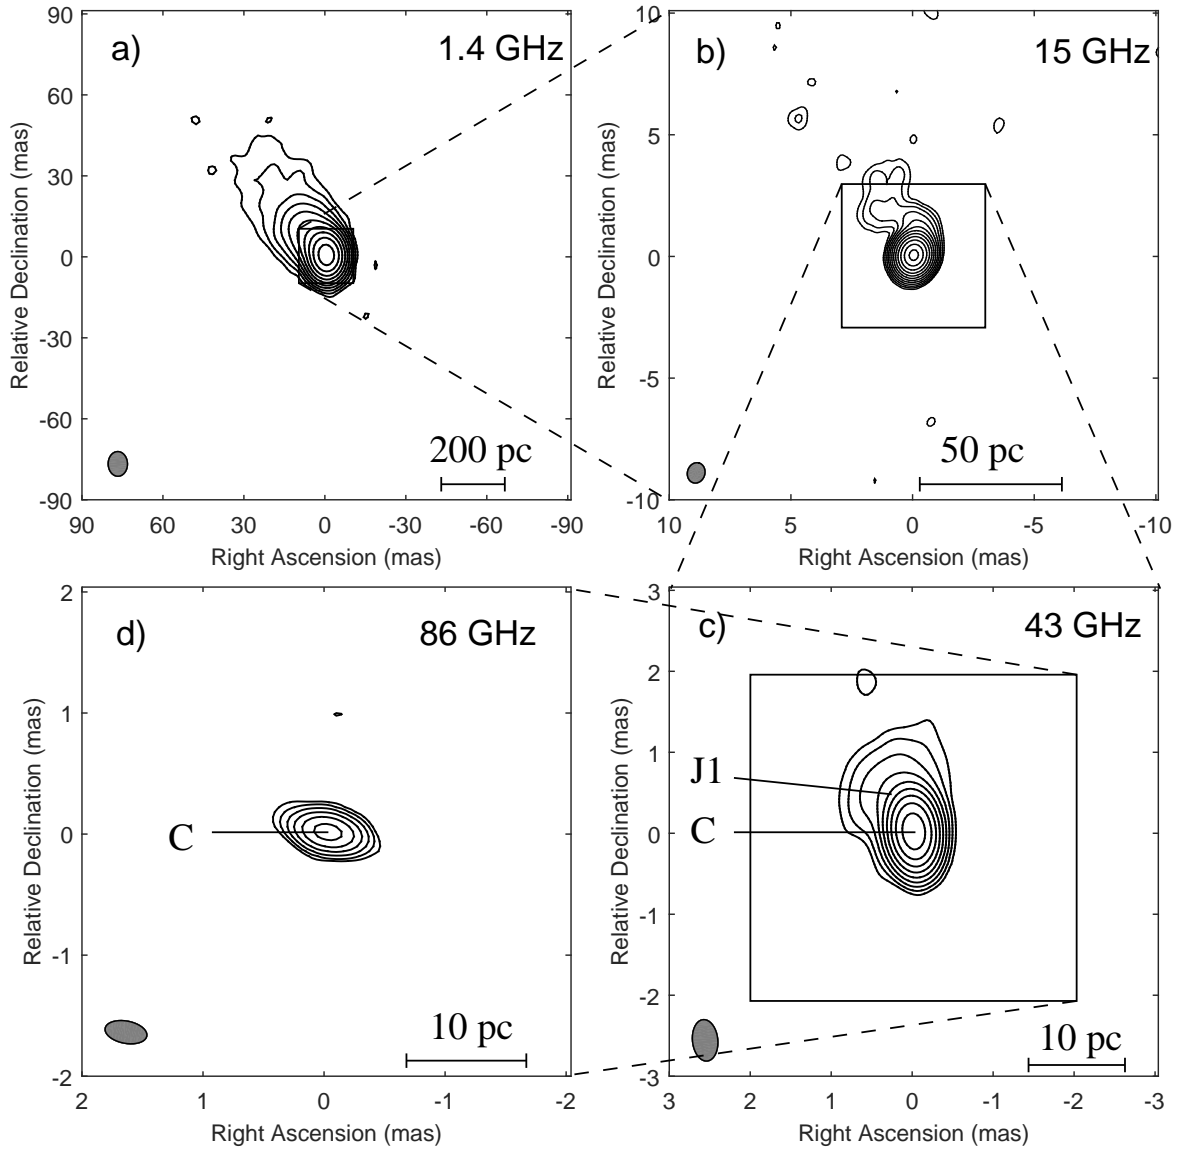 a)
1.4 GHz
90
60
30
0
-30
-60
-90
Relative Declination (mas)
200 pc
90
60
30
0
-30
-60
-90
Right Ascension (mas)
b)
15 GHz
10
5
0
-5
-10
Relative Declination (mas)
50 pc
10
5
0
-5
-10
Right Ascension (mas)
d)
86 GHz
2
1
0
-1
-2
Relative Declination (mas)
C
10 pc
2
1
0
-1
-2
Right Ascension (mas)
c)
43 GHz
3
2
1
0
-1
-2
-3
Relative Declination (mas)
J1
C
10 pc
3
2
1
0
-1
-2
-3
Right Ascension (mas)